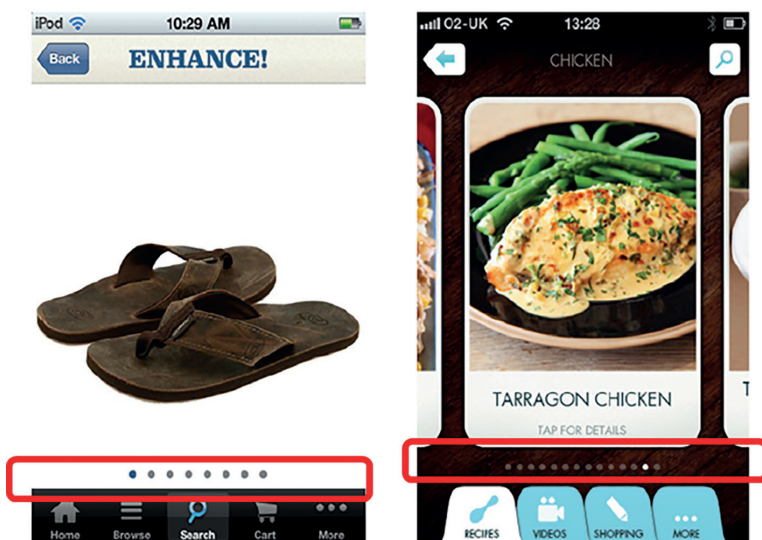 iPod 10:29 AM
Back ENHANCE!
Home Browse Search Cart More
O2-UK 13:28
CHICKEN
TARRAGON CHICKEN
T
TAP FOR DETAILS
RECIPES VIDEOS SHOPPING MORE